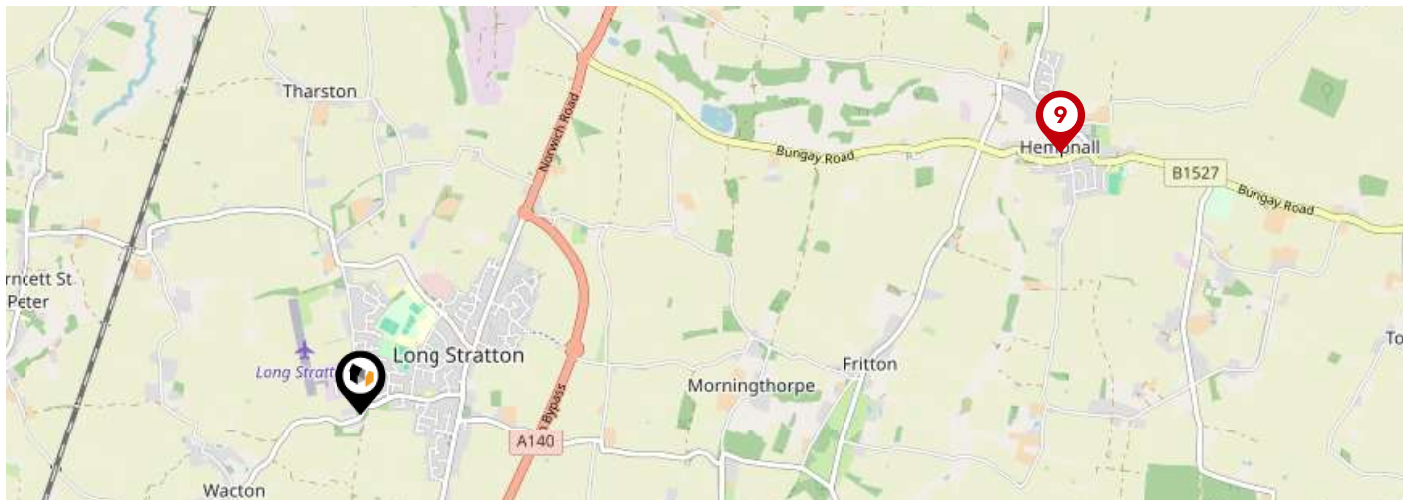 Tharston
Norwich Road
9
Hempnall
Bungay Road
B1527
Bungay Road
rncett St
Peter
Long Stratt
Long Stratton
Fritton
Morningthorpe
To
Bypass
A140
Wacton